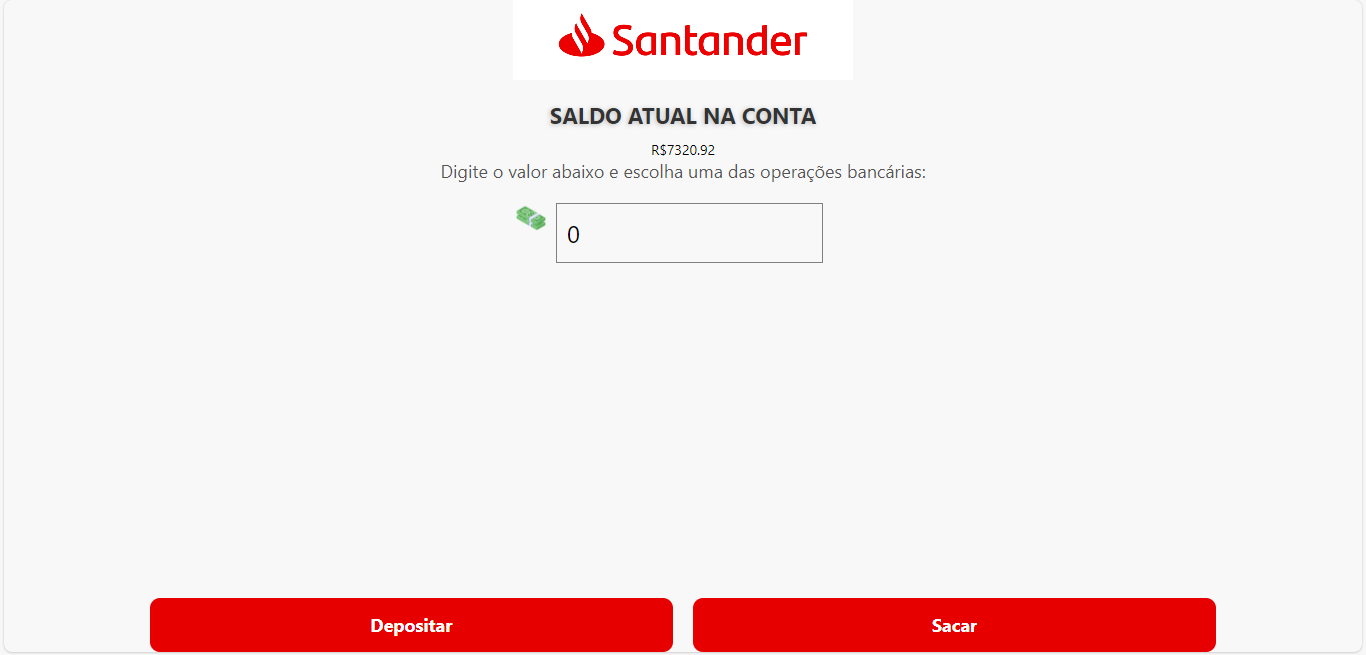 Santander
SALDO ATUAL NA CONTA
R$7320.92
Digite o valor abaixo e escolha uma das operações bancárias:
0
Depositar
Sacar